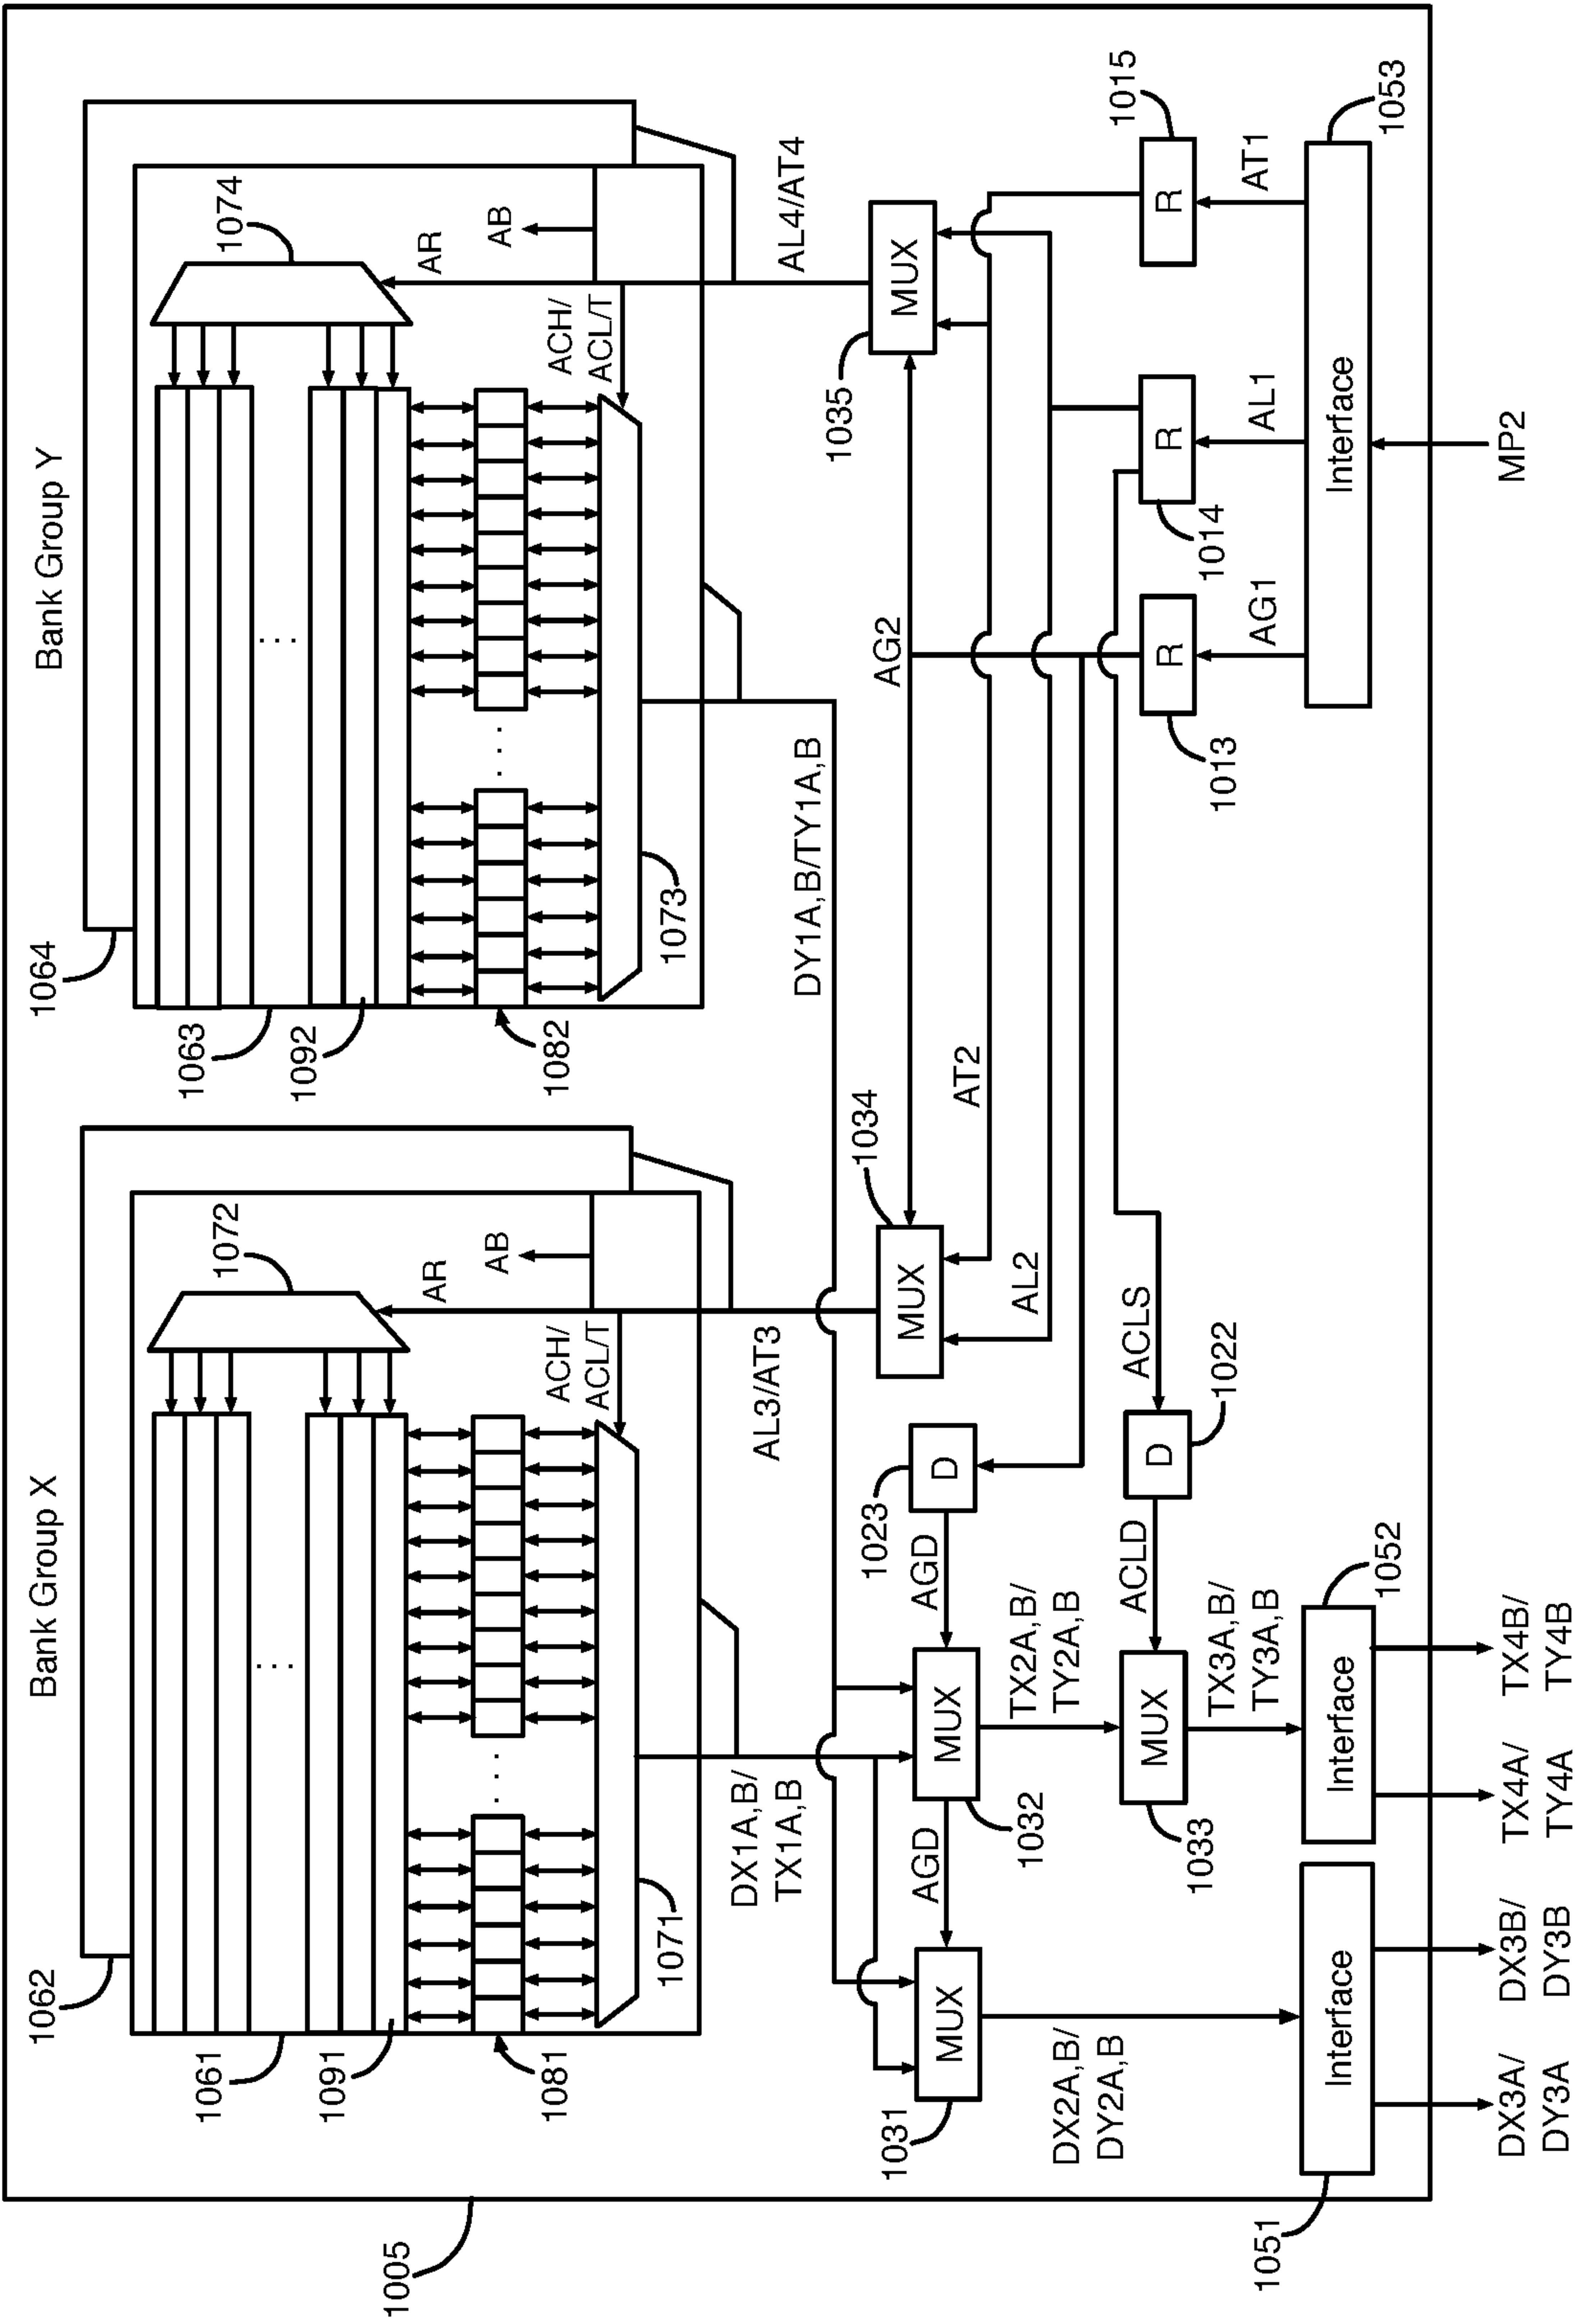 Bank Group X
Bank Group Y
1062
1064
1061
1063
1091
1092
1081
1082
1072
1074
AR
AB
AR
AB
ACH/
ACL/T
ACH/
ACL/T
. . .
. . .
. . .
. . .
1071
1073
DX1A,B/
TX1A,B
AL3/AT3
DY1A,B/TY1A,B
AL4/AT4
1031
MUX
AGD
1032
MUX
AGD
1023
D
1034
MUX
AG2
1035
MUX
AT2
AL2
DX2A,B/
DY2A,B
TX2A,B/
TY2A,B
1033
MUX
ACLD
D
1022
ACLS
TX3A,B/
TY3A,B
1013
R
1014
R
1015
R
AG1
AL1
AT1
1051
Interface
Interface
1052
Interface
1053
1005
DX3A/
DY3A
DX3B/
DY3B
TX4A/
TY4A
TX4B/
TY4B
MP2